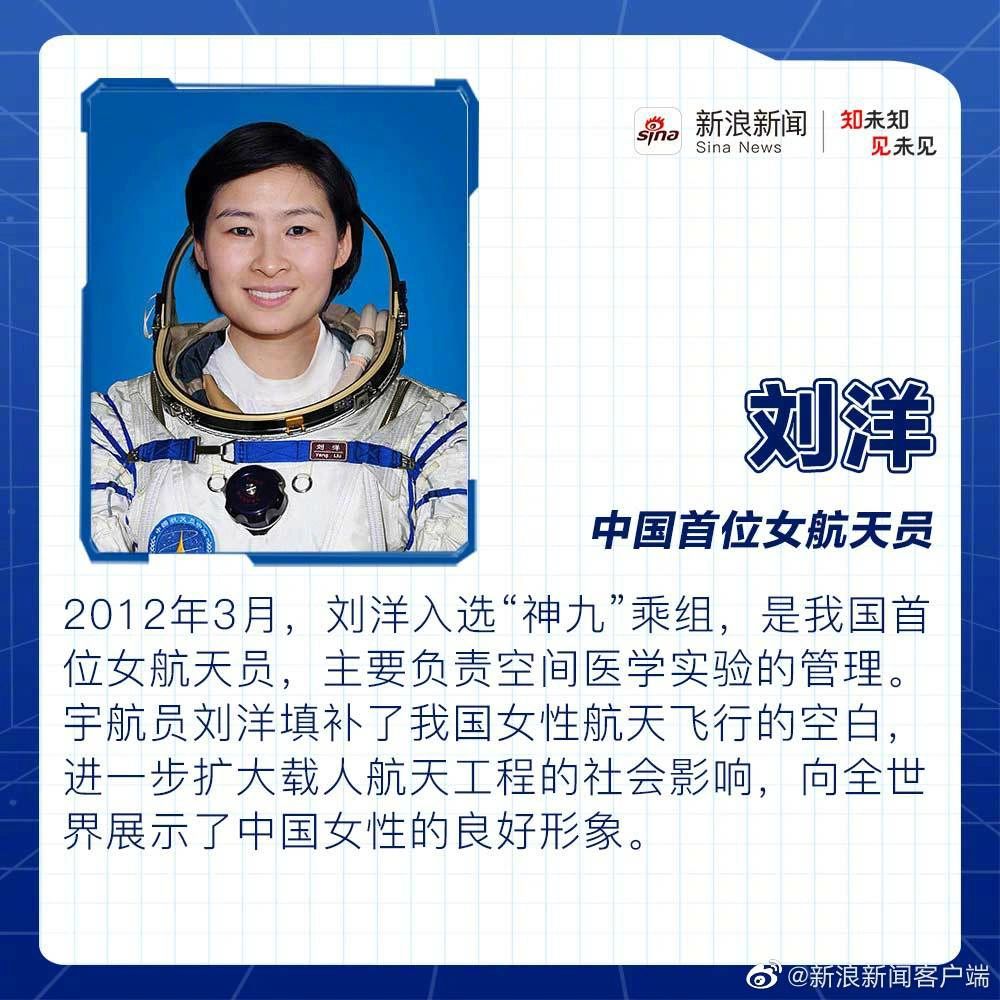 sina
新浪新闻
Sina News
知未知
见未见
刘洋
Yang Liu
刘洋
中国首位女航天员
2012年3月，刘洋入选“神九”乘组，是我国首
位女航天员，主要负责空间医学实验的管理。
宇航员刘洋填补了我国女性航天飞行的空白，
进一步扩大载人航天工程的社会影响，向全世
界展示了中国女性的良好形象。
@新浪新闻客户端